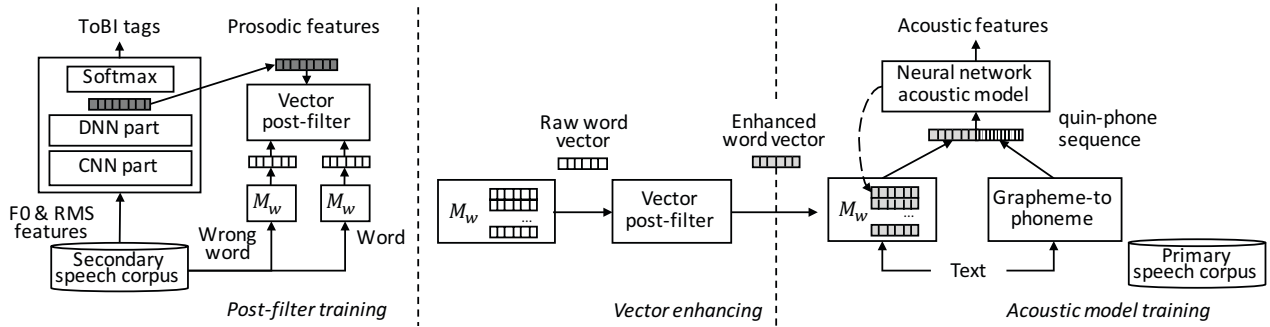 ToBI tags
Prosodic features
Softmax
DNN part
CNN part
Vector
post-filter
M_w
M_w
F0 & RMS
features
Wrong
word
Word
Secondary
speech corpus
Post-filter training
Raw word
vector
Enhanced
word vector
M_w
...
Vector
post-filter
Vector enhancing
Acoustic features
Neural network
acoustic model
quin-phone
sequence
M_w
...
Grapheme-to
phoneme
Text
Primary
speech corpus
Acoustic model training